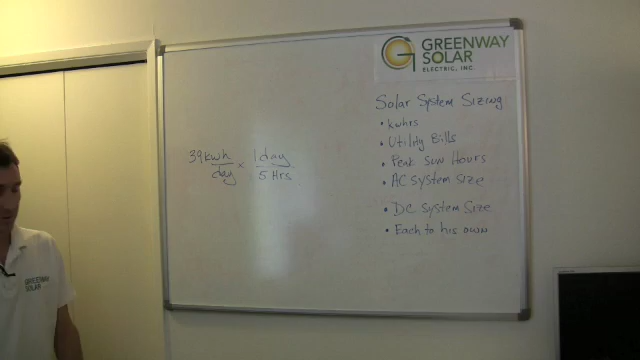 GREENWAY
SOLAR
ELECTRIC, INC
Solar System Sizing
• kwhrs
• Utility Bills
• Peak Sun Hours
• AC System Size
• DC System Size
• Each to his own
39 kwh x 1 day
day 5 Hrs
GREENWAY
SOLAR